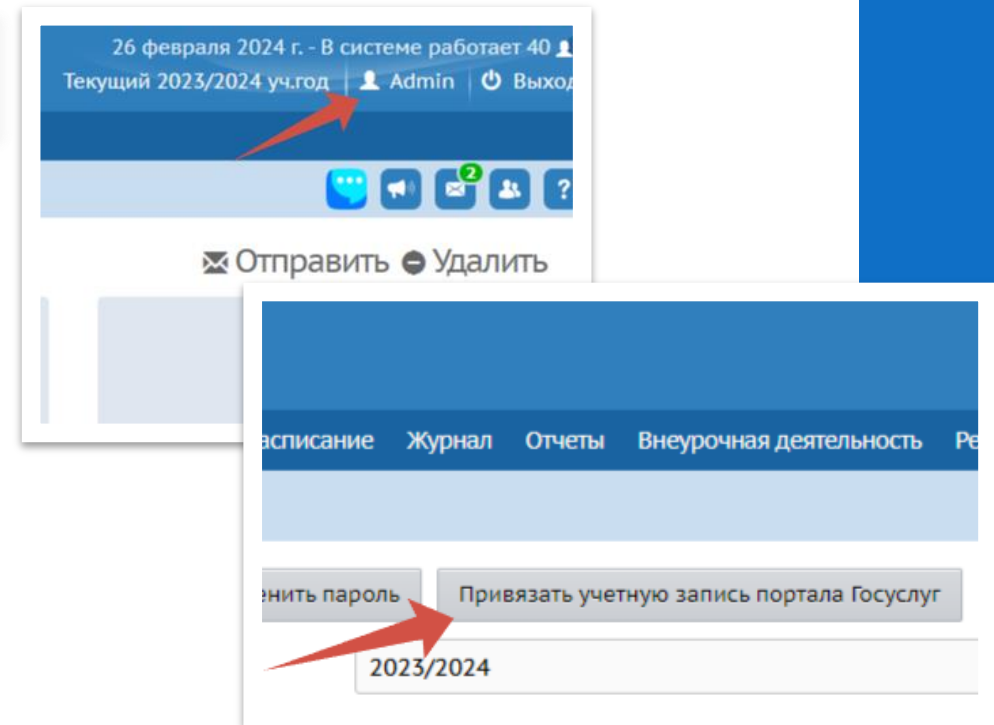 26 февраля 2024 г. - В системе работает 40
Текущий 2023/2024 уч.год Admin Выход
2
?
Отправить Удалить
асписание Журнал Отчеты Внеурочная деятельность Ре
енить пароль Привязать учетную запись портала Госуслуг
2023/2024